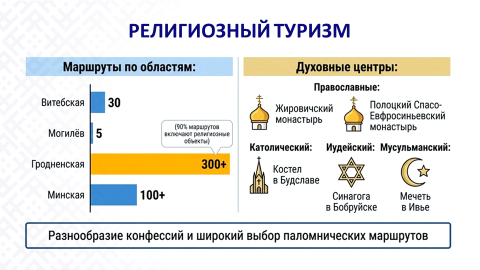 РЕЛИГИОЗНЫЙ ТУРИЗМ
Маршруты по областям:
Витебская
30
Могилёв
5
(90% маршрутов
включают религиозные
объекты)
Гродненская
300+
Минская
100+
Духовные центры:
Православные:
Жировичский
монастырь
Полоцкий Спасо-
Евфросиньевский
монастырь
Католический:
Костел
в Будславе
Иудейский:
Синагога
в Бобруйске
Мусульманский:
Мечеть
в Ивье
Разнообразие конфессий и широкий выбор паломнических маршрутов